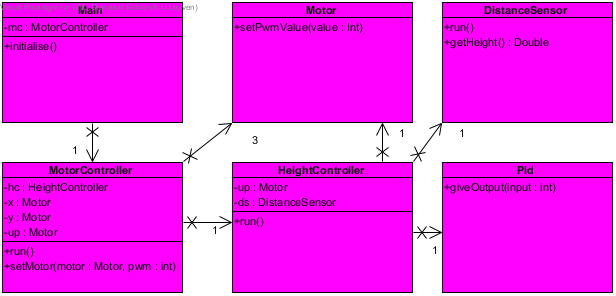 Main
-mc : MotorController
+initialise()
Motor
+setPwmValue(value : Int)
DistanceSensor
+run()
+getHeight() : Double
1
3
1
1
MotorController
-hc : HeightController
-x : Motor
-y : Motor
-up : Motor
+run()
+setMotor(motor : Motor, pwm : int)
1
HeightController
-up : Motor
-ds : DistanceSensor
+run()
1
Pid
+giveOutput(input : int)